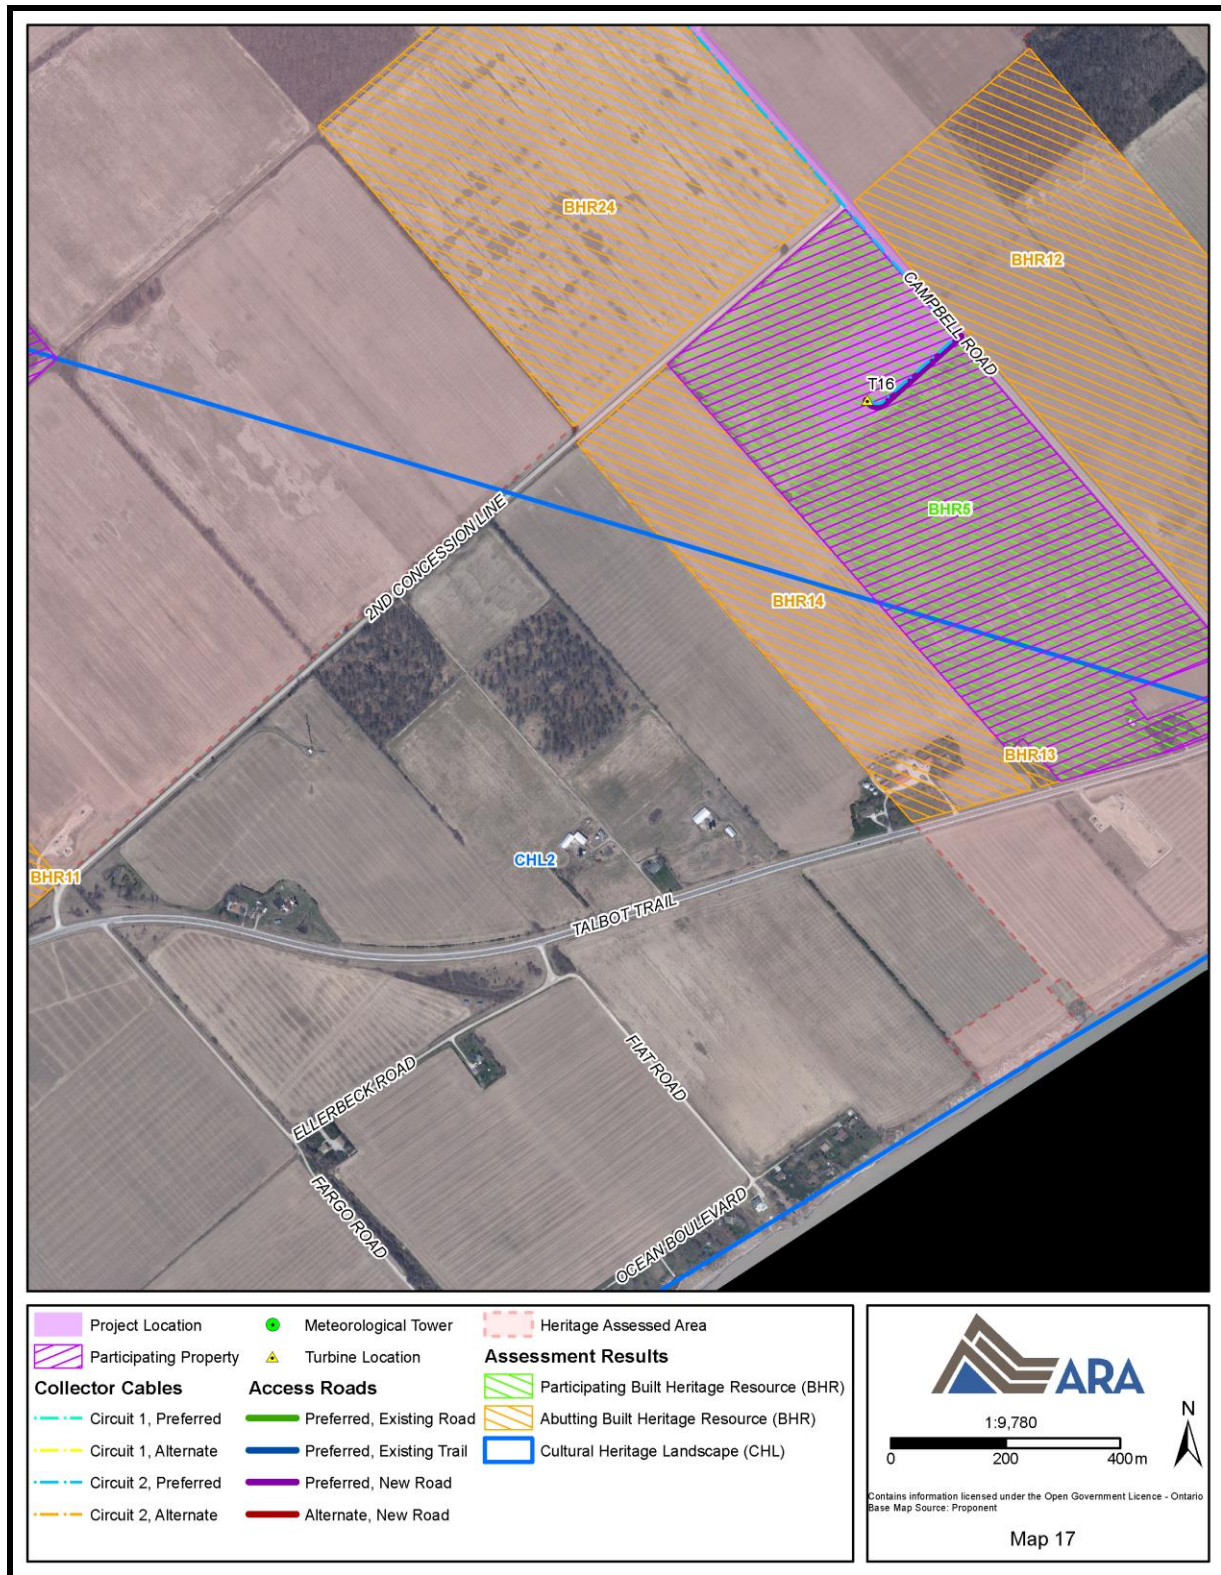 BHR24
BHR12
CAMPBELL ROAD
T16
BHR5
2ND CONCESSION LINE
BHR14
BHR13
BHR11
CHL2
TALBOT TRAIL
FIAT ROAD
ELLERBECK ROAD
FARGO ROAD
OCEAN BOULEVARD
Project Location
Participating Property
Collector Cables
Circuit 1, Preferred
Circuit 1, Alternate
Circuit 2, Preferred
Circuit 2, Alternate
Meteorological Tower
Turbine Location
Access Roads
Preferred, Existing Road
Preferred, Existing Trail
Preferred, New Road
Alternate, New Road
Heritage Assessed Area
Assessment Results
Participating Built Heritage Resource (BHR)
Abutting Built Heritage Resource (BHR)
Cultural Heritage Landscape (CHL)
ARA
1:9,780
N
0 200 400 m
Contains information licensed under the Open Government Licence - Ontario
Base Map Source: Proponent
Map 17